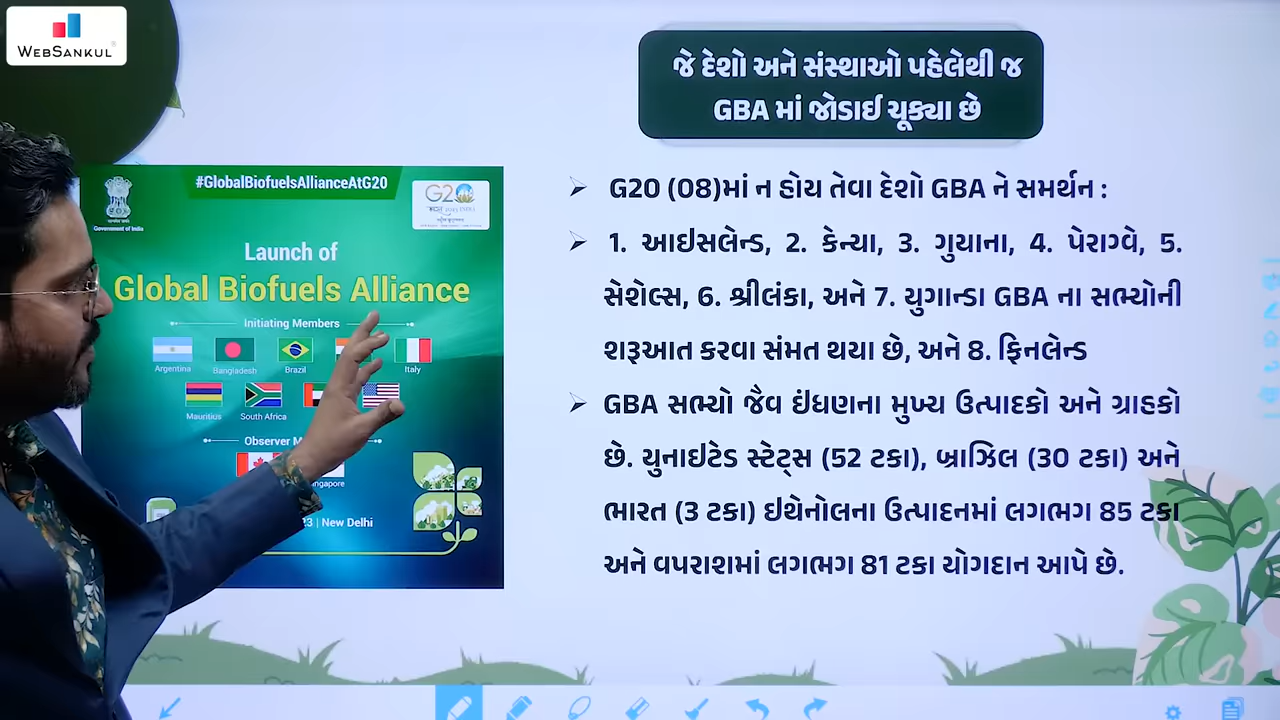 WEBSANKUL
જે દેશો અને સંસ્થાઓ પહેલેથી જ
GBA માં જોડાઈ ચૂક્યા છે
#GlobalBiofuelsAllianceAtG20
G20
Government of India
Launch of
Global Biofuels Alliance
Initiating Members
Argentina Bangladesh Brazil Italy
Mauritius South Africa
Observer
| New Delhi
➢ G20 (08)માં ન હોય તેવા દેશો GBA ને સમર્થન :
➢ 1. આઈસલેન્ડ, 2. કેન્યા, 3. ગુયાના, 4. પેરાગ્વે, 5.
સેશેલ્સ, 6. શ્રીલંકા, અને 7. યુગાન્ડા GBA ના સભ્યોની
શરૂઆત કરવા સંમત થયા છે, અને 8. ફિનલેન્ડ
➢ GBA સભ્યો જૈવ ઇંધણના મુખ્ય ઉત્પાદકો અને ગ્રાહકો
છે. યુનાઇટેડ સ્ટેટ્સ (52 ટકા), બ્રાઝિલ (30 ટકા) અને
ભારત (3 ટકા) ઇથેનોલના ઉત્પાદનમાં લગભગ 85 ટકા
અને વપરાશમાં લગભગ 81 ટકા યોગદાન આપે છે.